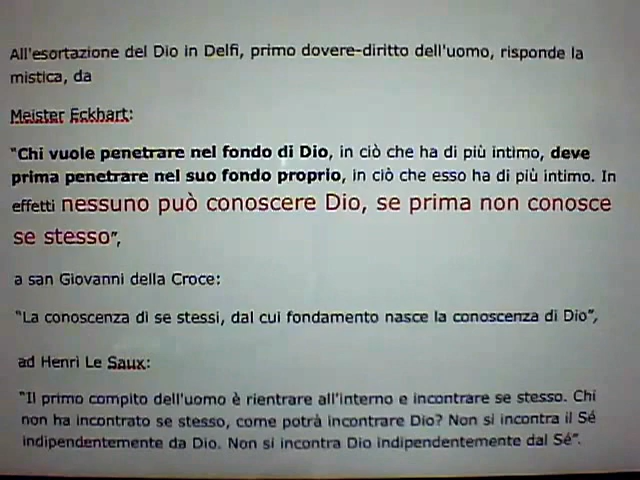 All'esortazione del Dio in Delfi, primo dovere-diritto dell'uomo, risponde la
mistica, da
Meister Eckhart:
"Chi vuole penetrare nel fondo di Dio, in ciò che ha di più intimo, deve
prima penetrare nel suo fondo proprio, in ciò che esso ha di più intimo. In
effetti nessuno può conoscere Dio, se prima non conosce
se stesso",
a san Giovanni della Croce:
"La conoscenza di se stessi, dal cui fondamento nasce la conoscenza di Dio",
ad Henri Le Saux:
"Il primo compito dell'uomo è rientrare all'interno e incontrare se stesso. Chi
non ha incontrato se stesso, come potrà incontrare Dio? Non si incontra il Sé
indipendentemente da Dio. Non si incontra Dio indipendentemente dal Sé".